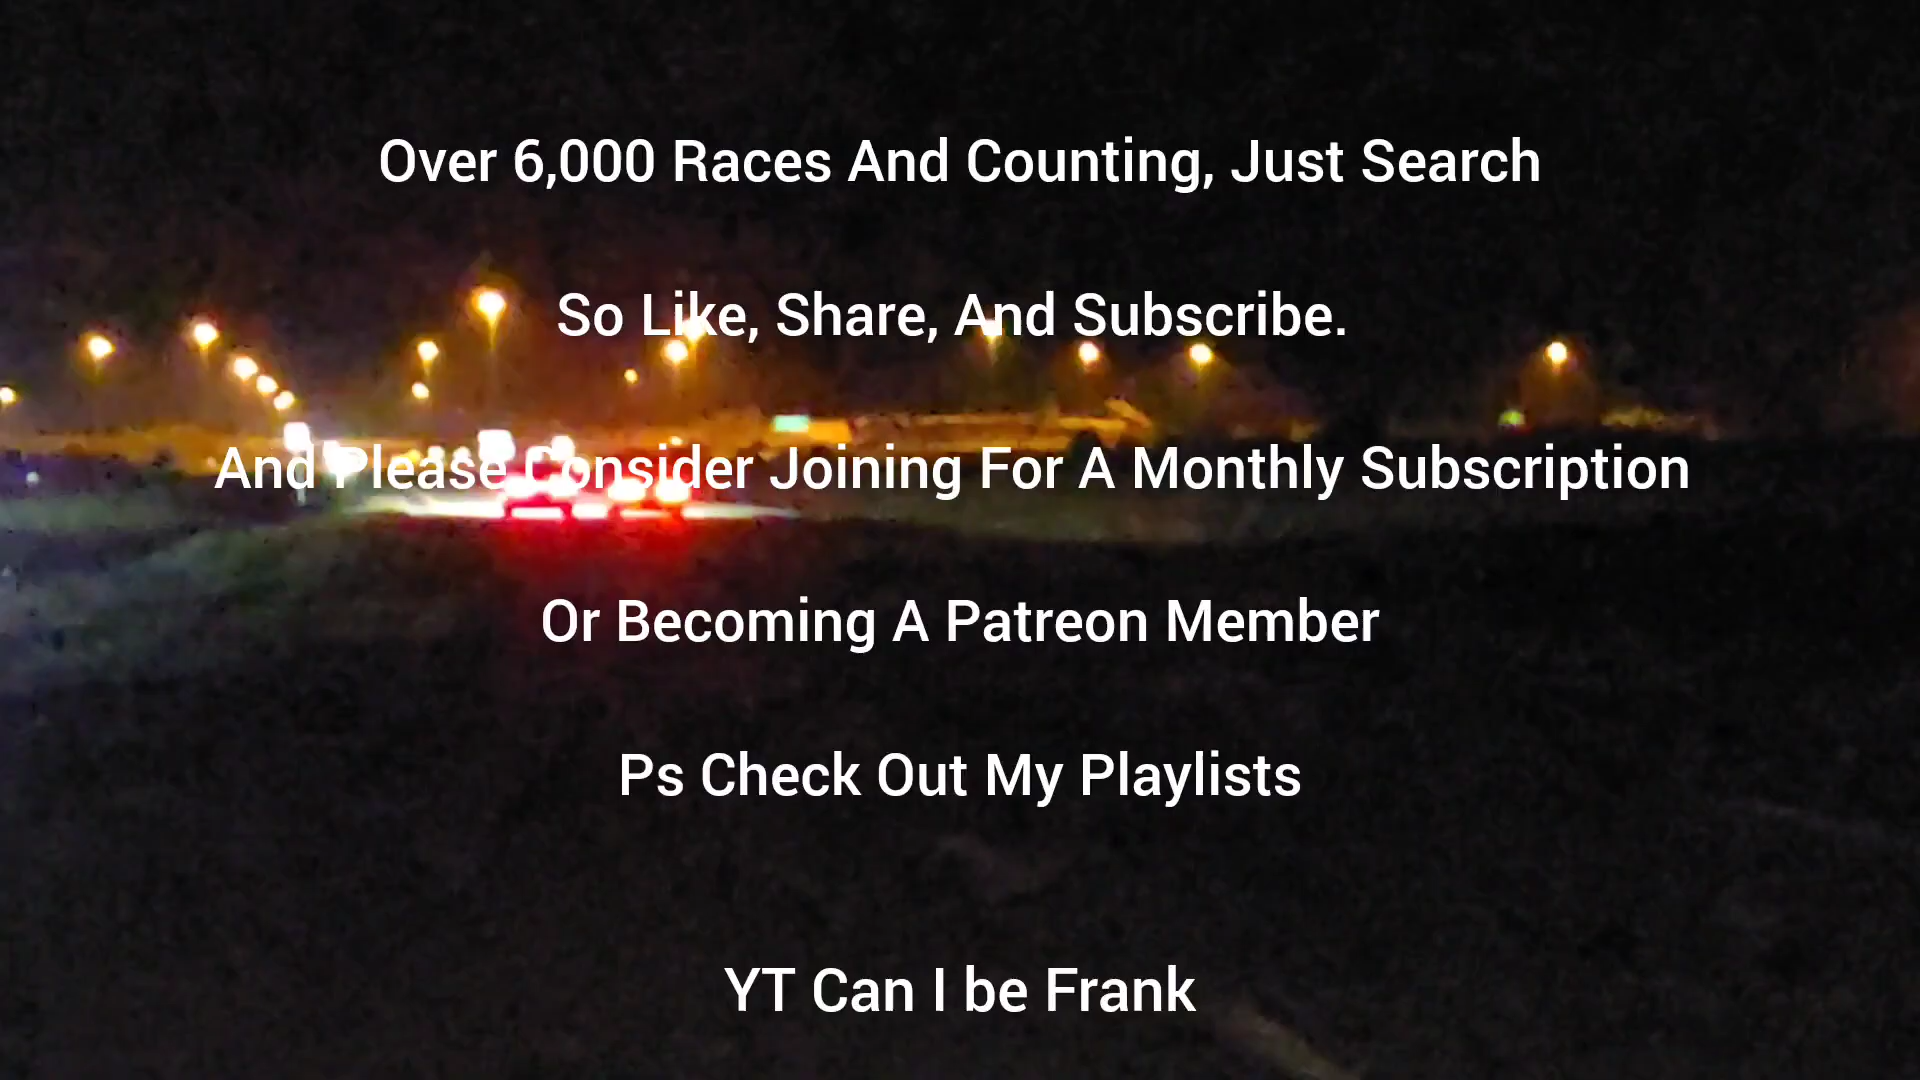 Over 6,000 Races And Counting, Just Search
So Like, Share, And Subscribe.
And Please Consider Joining For A Monthly Subscription
Or Becoming A Patreon Member
Ps Check Out My Playlists
YT Can I be Frank